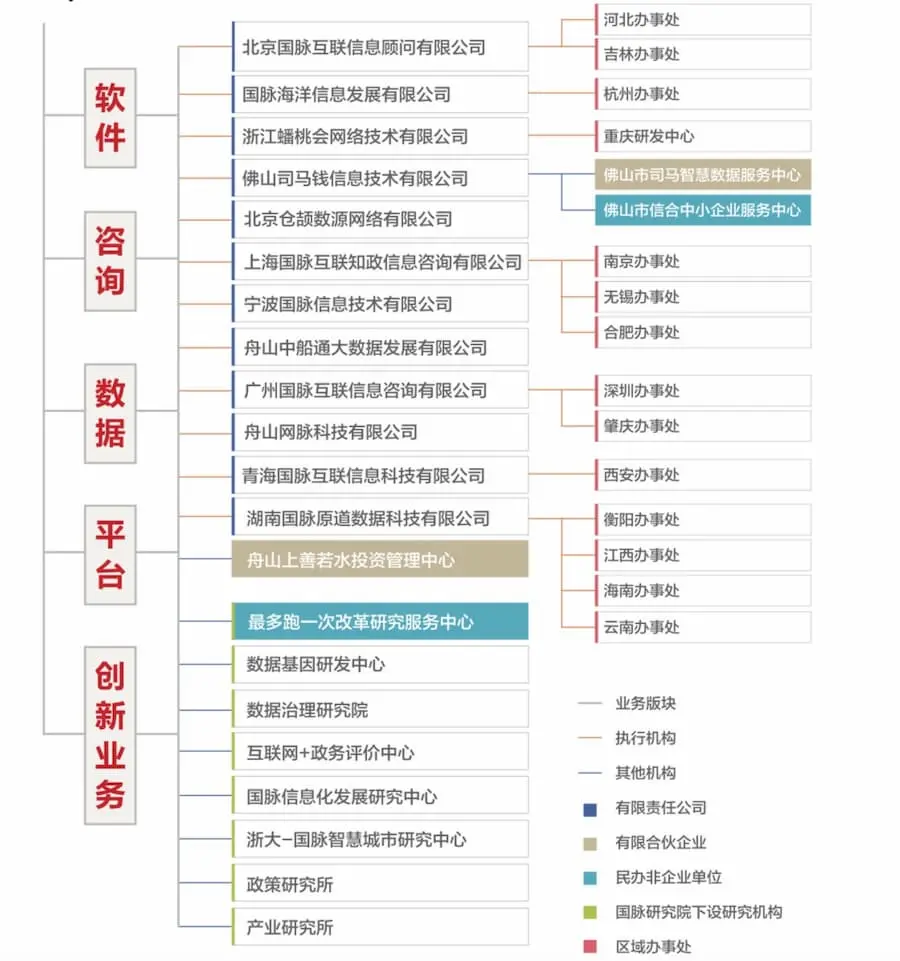 软件
咨询
数据
平台
创新业务
北京国脉互联信息顾问有限公司
河北办事处
吉林办事处
国脉海洋信息发展有限公司
杭州办事处
浙江蟠桃会网络技术有限公司
重庆研发中心
佛山司马钱信息技术有限公司
佛山市司马智慧数据服务中心
佛山市信合中小企业服务中心
北京仓颉数源网络有限公司
上海国脉互联知政信息咨询有限公司
南京办事处
无锡办事处
合肥办事处
宁波国脉信息技术有限公司
舟山中船通大数据发展有限公司
广州国脉互联信息咨询有限公司
深圳办事处
肇庆办事处
舟山网脉科技有限公司
青海国脉互联信息科技有限公司
西安办事处
湖南国脉原道数据科技有限公司
衡阳办事处
江西办事处
海南办事处
云南办事处
舟山上善若水投资管理中心
最多跑一次改革研究服务中心
数据基因研发中心
数据治理研究院
互联网+政务评价中心
国脉信息化发展研究中心
浙大–国脉智慧城市研究中心
政策研究所
产业研究所
业务版块
执行机构
其他机构
有限责任公司
有限合伙企业
民办非企业单位
国脉研究院下设研究机构
区域办事处